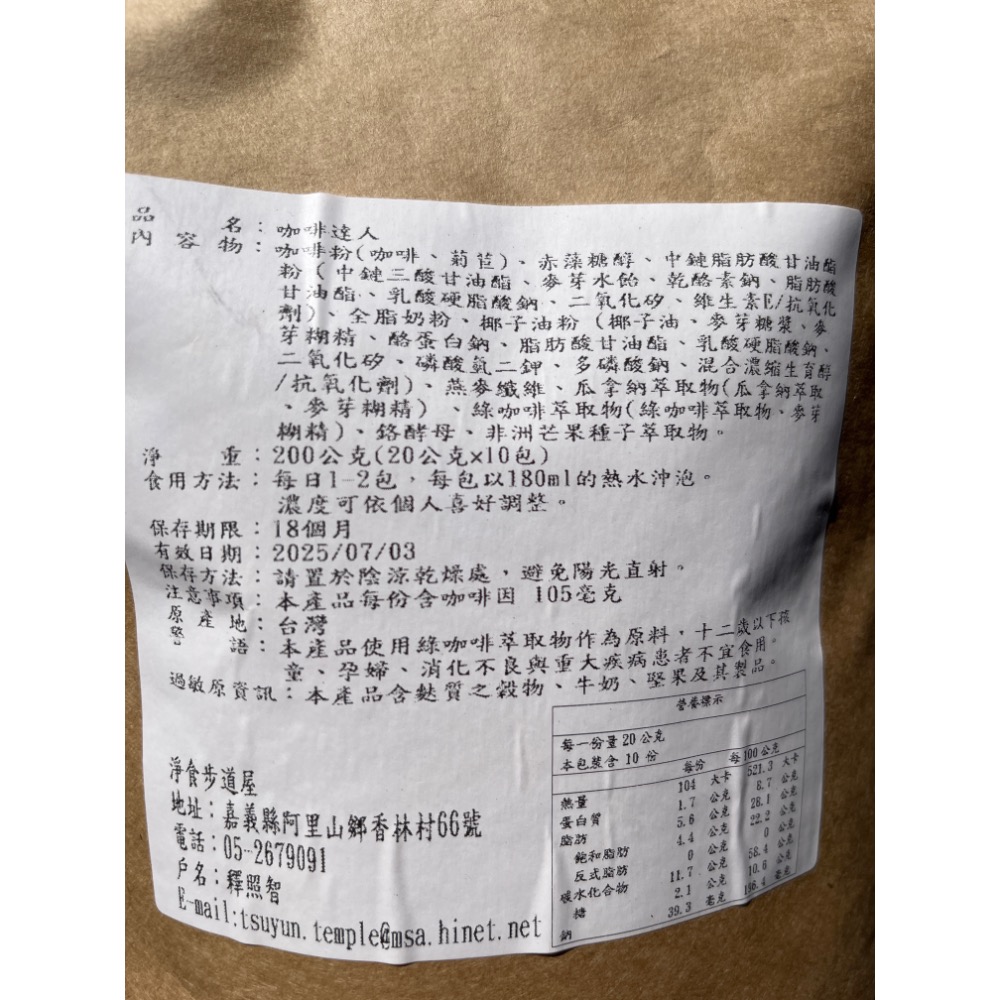 品名：咖啡達人
內容物：咖啡粉(咖啡、菊苣)、赤藻糖醇、中鏈脂肪酸甘油酯
粉（中鏈三酸甘油酯、麥芽水飴、乾酪素鈉、脂肪酸
甘油酯、乳酸硬脂酸鈉、二氧化矽、維生素E/抗氧化
劑）、全脂奶粉、椰子油粉（椰子油、麥芽糖漿、麥
芽糊精、酪蛋白鈉、脂肪酸甘油酯、乳酸硬脂酸鈉、
二氧化矽、磷酸氫二鉀、多磷酸鈉、混合濃縮生育醇
/抗氧化劑)、燕麥纖維、瓜拿納萃取物(瓜拿納萃取
、麥芽糊精）、綠咖啡萃取物(綠咖啡萃取物、麥芽
糊精)、鉻酵母、非洲芒果種子萃取物。
淨重：200公克(20公克x10包)
食用方法：每日1-2包，每包以180ml的熱水沖泡。
濃度可依個人喜好調整。
保存期限：18個月
有效日期：2025/07/03
保存方法：請置於陰涼乾燥處，避免陽光直射。
注意事項：本產品每份含咖啡因 105毫克
原產地：台灣
警語：本產品使用綠咖啡萃取物作為原料，十二歲以下孩
童、孕婦、消化不良與重大疾病患者不宜食用。
過敏原資訊：本產品含麩質之穀物、牛奶、堅果及其製品。
淨食步道屋
地址：嘉義縣阿里山鄉香林村66號
電話：05-2679091
戶名：釋照智
E-mail:tsuyun.temple@msa.hinet.net
營養標示
每一份量 20 公克
本包裝含 10 份
每份 每 100 公克
熱量 104 大卡 521.3 大卡
蛋白質 1.7 公克 8.7 公克
脂肪 5.6 公克 28.1 公克
飽和脂肪 4.4 公克 22.2 公克
反式脂肪 0 公克 0 公克
碳水化合物 11.7 公克 58.4 公克
糖 2.1 公克 10.6 公克
鈉 39.3 毫克 196.4 毫克